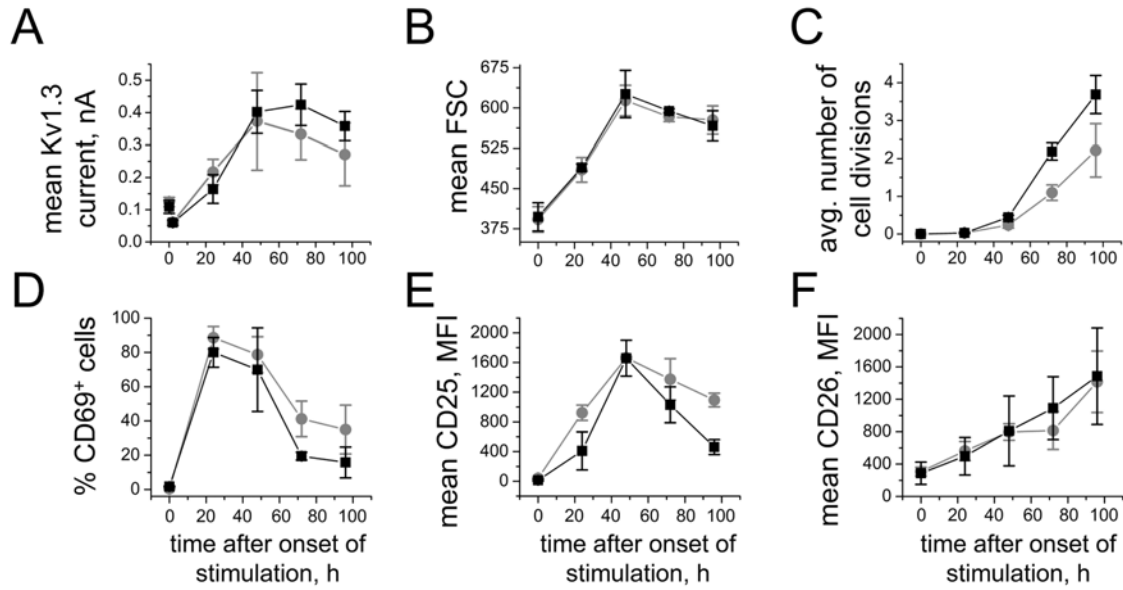 A
mean Kv1.3
current, nA
0.5
0.4
0.3
0.2
0.1
0.0
0 20 40 60 80 100
B
mean FSC
675
600
525
450
375
0 20 40 60 80 100
C
avg. number of
cell divisions
4
3
2
1
0
0 20 40 60 80 100
D
% CD69⁺ cells
100
80
60
40
20
0
0 20 40 60 80 100
time after onset of
stimulation, h
E
mean CD25, MFI
2000
1600
1200
800
400
0
0 20 40 60 80 100
time after onset of
stimulation, h
F
mean CD26, MFI
2000
1600
1200
800
400
0
0 20 40 60 80 100
time after onset of
stimulation, h